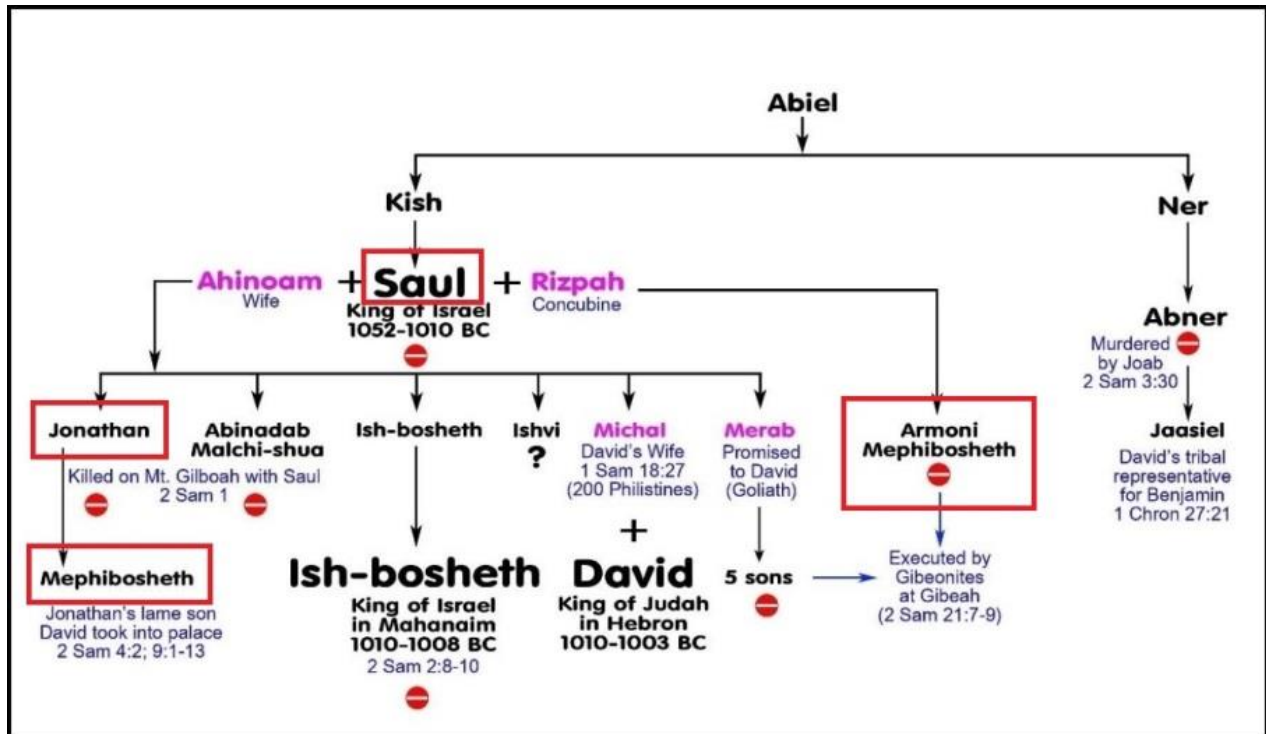 Abiel
Kish
Ner
Ahinoam
Wife
+
Saul
King of Israel
1052-1010 BC
+
Rizpah
Concubine
Abner
Murdered
by Joab
2 Sam 3:30
Jonathan
Abinadab
Malchi-shua
Killed on Mt. Gilboah with Saul
2 Sam 1
Ish-bosheth
Ishvi
?
Michal
David's Wife
1 Sam 18:27
(200 Philistines)
+
Merab
Promised
to David
(Goliath)
Armoni
Mephibosheth
Jaasiel
David's tribal
representative
for Benjamin
1 Chron 27:21
Mephibosheth
Jonathan's lame son
David took into palace
2 Sam 4:2; 9:1-13
Ish-bosheth
King of Israel
in Mahanaim
1010-1008 BC
2 Sam 2:8-10
David
King of Judah
in Hebron
1010-1003 BC
5 sons
Executed by
Gibeonites
at Gibeah
(2 Sam 21:7-9)